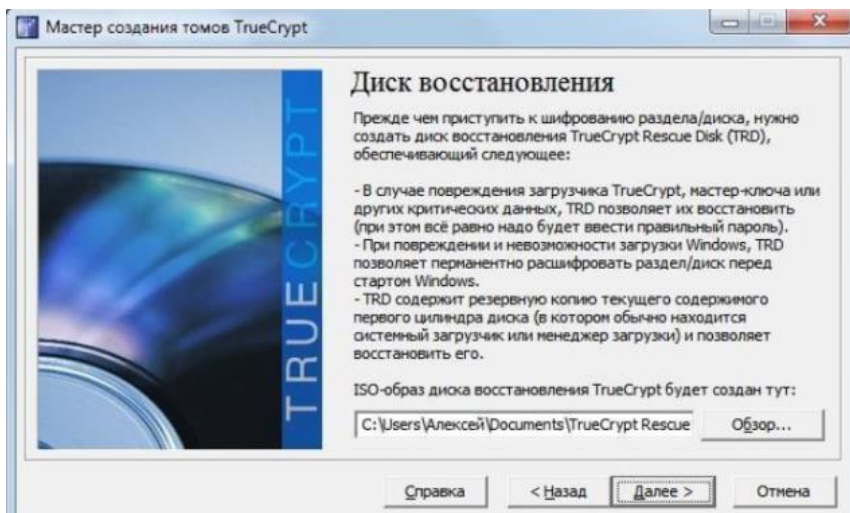 Мастер создания томов TrueCrypt
TRUECRYPT
Диск восстановления
Прежде чем приступить к шифрованию раздела/диска, нужно
создать диск восстановления TrueCrypt Rescue Disk (TRD),
обеспечивающий следующее:
- В случае повреждения загрузчика TrueCrypt, мастер-ключа или
других критических данных, TRD позволяет их восстановить
(при этом всё равно надо будет ввести правильный пароль).
- При повреждении и невозможности загрузки Windows, TRD
позволяет перманентно расшифровать раздел/диск перед
стартом Windows.
- TRD содержит резервную копию текущего содержимого
первого цилиндра диска (в котором обычно находится
системный загрузчик или менеджер загрузки) и позволяет
восстановить его.
ISO-образ диска восстановления TrueCrypt будет создан тут:
C:\Users\Алексей\Documents\TrueCrypt Rescue
Обзор...
Справка
< Назад
Далее >
Отмена